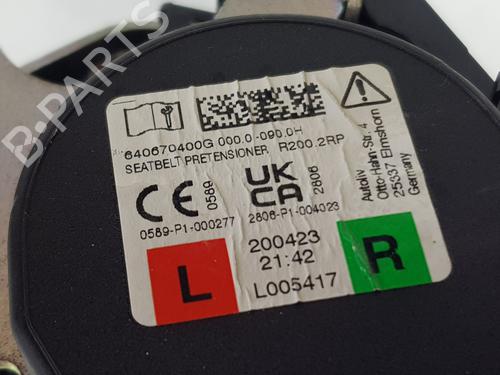 640670400G 000.0-090.0H
SEATBELT PRETENSIONER R200.2RP
CE 0589
0589-P1-000277
UK CA 2806
2806-P1-004023
Autoliv
Otto-Hahn-Str. 4
25337 Elmshorn
Germany
200423
21:42
L005417
L
R
B-PARTS